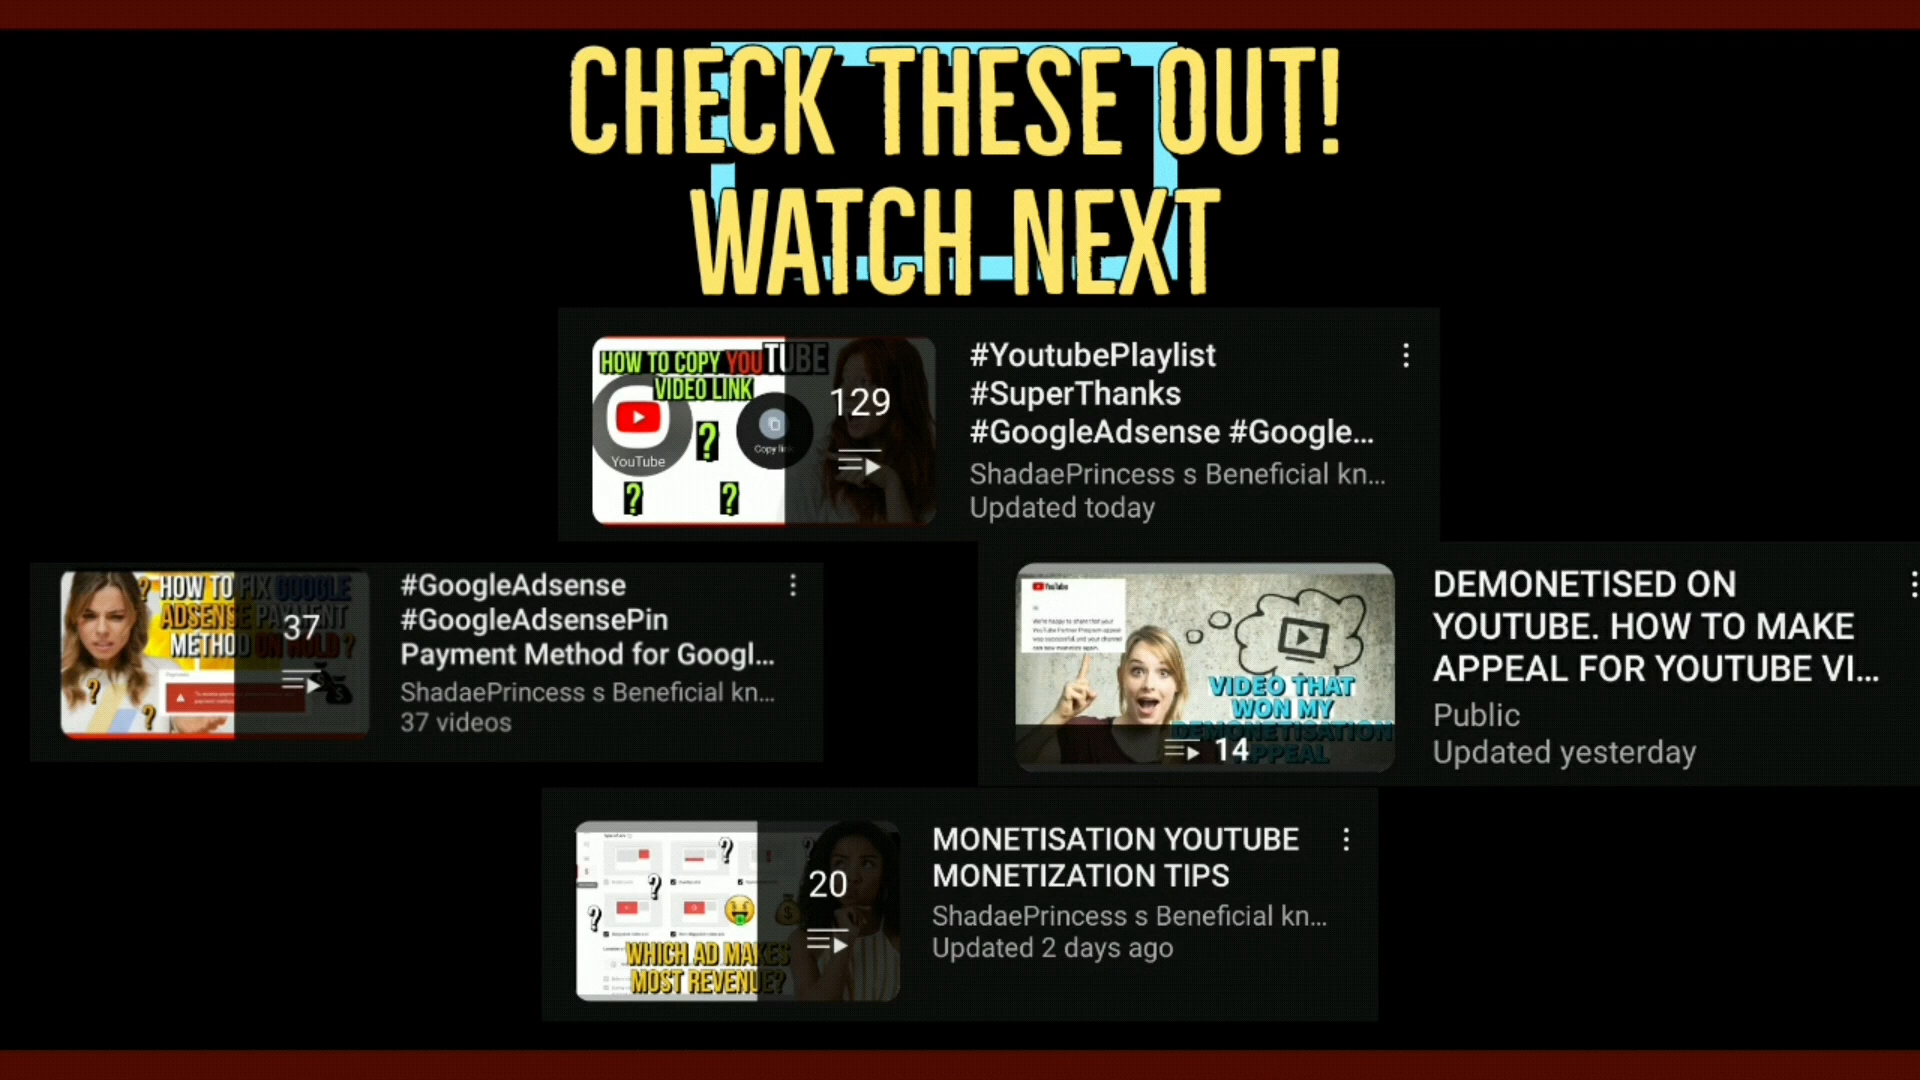 CHECK THESE OUT!
WATCH NEXT
HOW TO COPY YOUTUBE
VIDEO LINK
YouTube
Copy link
129
#YoutubePlaylist
#SuperThanks
#GoogleAdsense #Google...
ShadaePrincess s Beneficial kn...
Updated today
HOW TO FIX GOOGLE
ADSENSE PAYMENT
METHOD ON HOLD?
37
#GoogleAdsense
#GoogleAdsensePin
Payment Method for Googl...
ShadaePrincess s Beneficial kn...
37 videos
YouTube
VIDEO THAT
WON MY
DEMONETISATION
APPEAL
14
DEMONETISED ON
YOUTUBE. HOW TO MAKE
APPEAL FOR YOUTUBE VI...
Public
Updated yesterday
WHICH AD MAKES
MOST REVENUE?
20
MONETISATION YOUTUBE
MONETIZATION TIPS
ShadaePrincess s Beneficial kn...
Updated 2 days ago